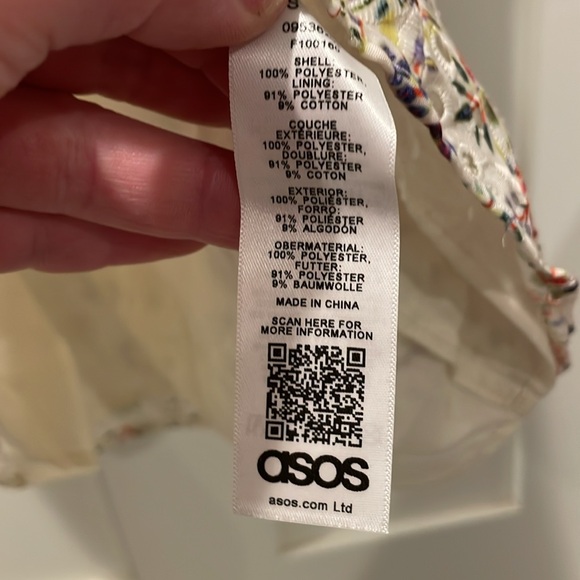 S
SHELL:
100% POLYESTER,
LINING:
91% POLYESTER
9% COTTON
COUCHE
EXTÉRIEURE:
100% POLYESTER,
DOUBLURE:
91% POLYESTER
9% COTON
EXTERIOR:
100% POLIÉSTER,
FORRO:
91% POLIÉSTER
9% ALGODÓN
OBERMATERIAL:
100% POLYESTER,
FUTTER:
91% POLYESTER
9% BAUMWOLLE
MADE IN CHINA
SCAN HERE FOR
MORE INFORMATION
asos
asos.com Ltd